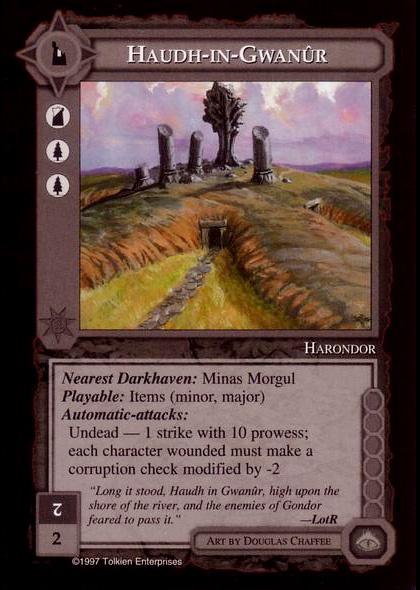 HAUDH-IN-GWANÛR
HARONDOR
Nearest Darkhaven: Minas Morgul
Playable: Items (minor, major)
Automatic-attacks:
Undead — 1 strike with 10 prowess;
each character wounded must make a
corruption check modified by -2
"Long it stood, Haudh in Gwanûr, high upon the
shore of the river, and the enemies of Gondor
feared to pass it."
—LotR
2
2
ART BY DOUGLAS CHAFFEE
©1997 Tolkien Enterprises